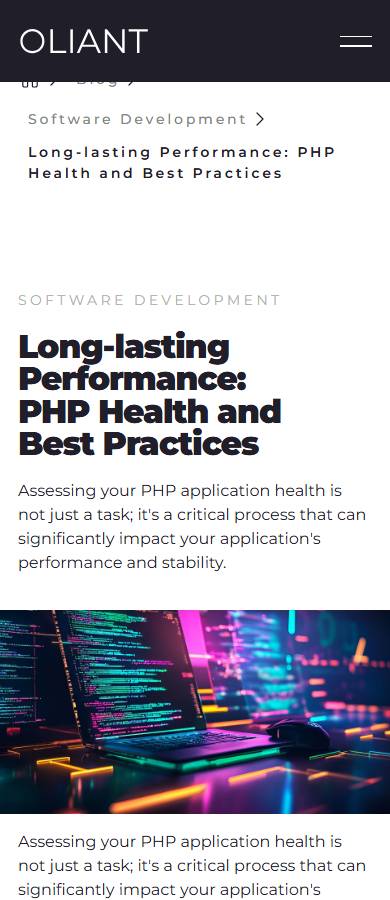 OLIANT
Blog
Software Development
Long-lasting Performance: PHP
Health and Best Practices
SOFTWARE DEVELOPMENT
Long-lasting
Performance:
PHP Health and
Best Practices
Assessing your PHP application health is
not just a task; it's a critical process that can
significantly impact your application's
performance and stability.
Assessing your PHP application health is
not just a task; it's a critical process that can
significantly impact your application's